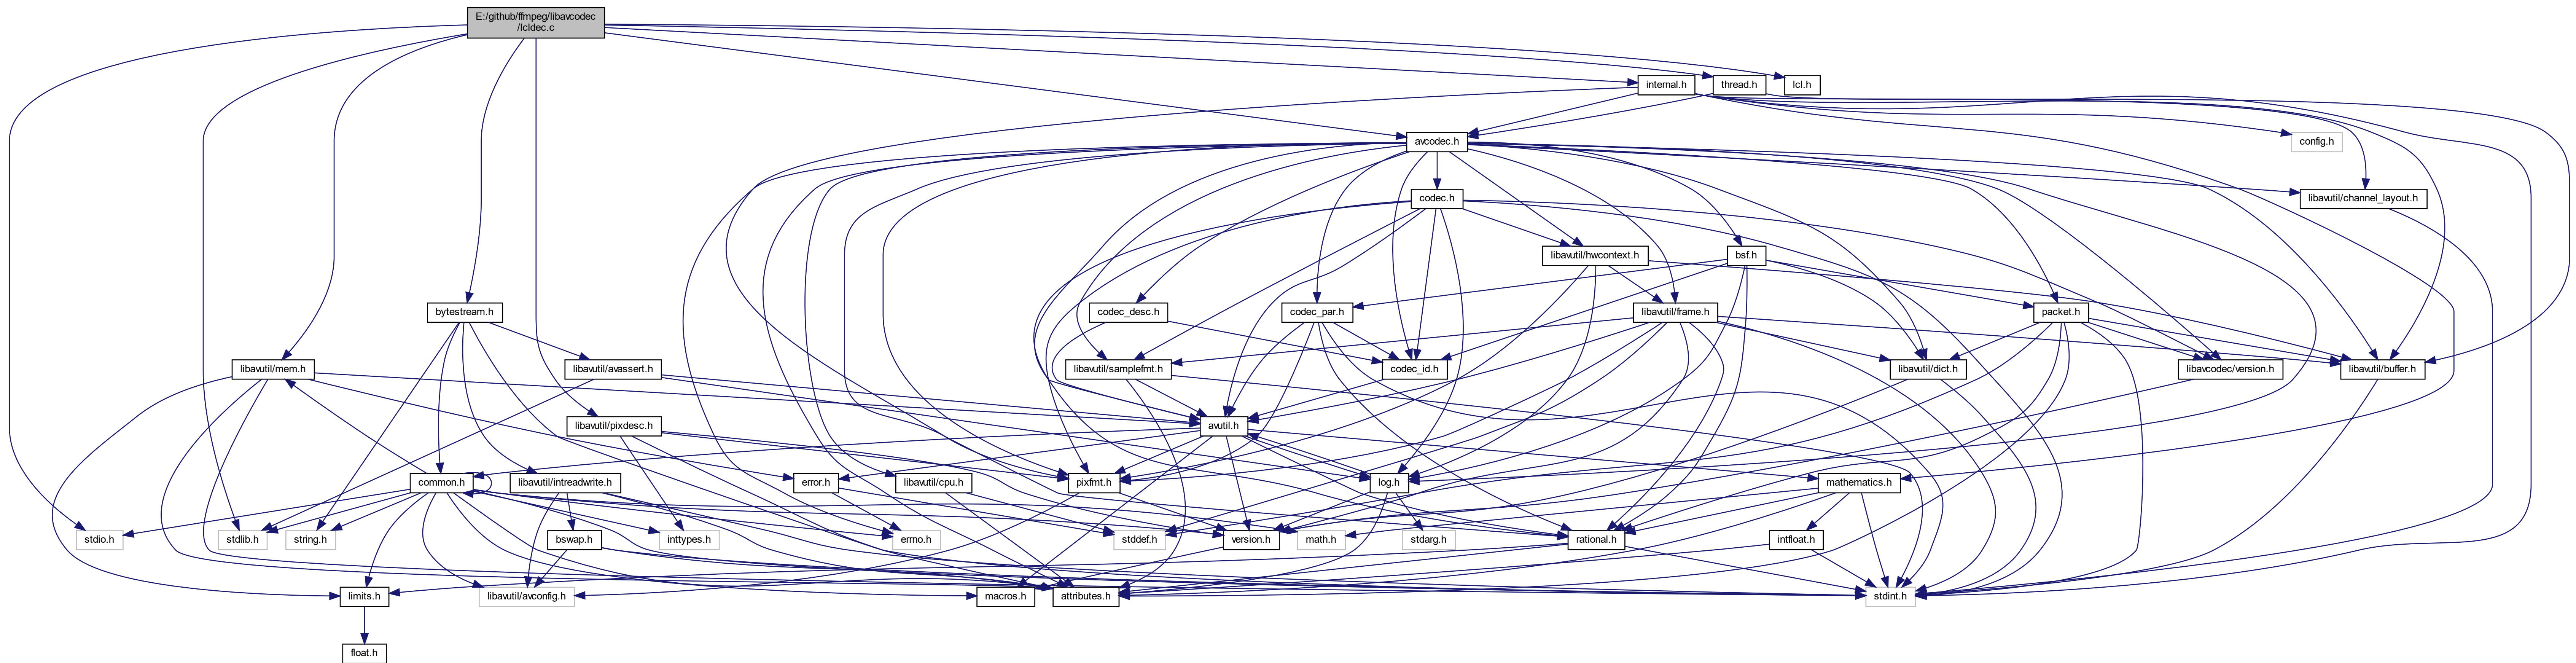 E:/github/ffmpeg/libavcodec
/lcldec.c
internal.h
thread.h
lcl.h
avcodec.h
config.h
codec.h
libavutil/channel_layout.h
libavutil/hwcontext.h
bsf.h
bytestream.h
codec_desc.h
codec_par.h
libavutil/frame.h
packet.h
libavutil/mem.h
libavutil/avassert.h
libavutil/samplefmt.h
codec_id.h
libavutil/dict.h
libavcodec/version.h
libavutil/buffer.h
libavutil/pixdesc.h
avutil.h
common.h
libavutil/intreadwrite.h
error.h
libavutil/cpu.h
pixfmt.h
log.h
mathematics.h
stdio.h
stdlib.h
string.h
bswap.h
inttypes.h
errno.h
stddef.h
version.h
math.h
stdarg.h
rational.h
intfloat.h
limits.h
libavutil/avconfig.h
macros.h
attributes.h
stdint.h
float.h